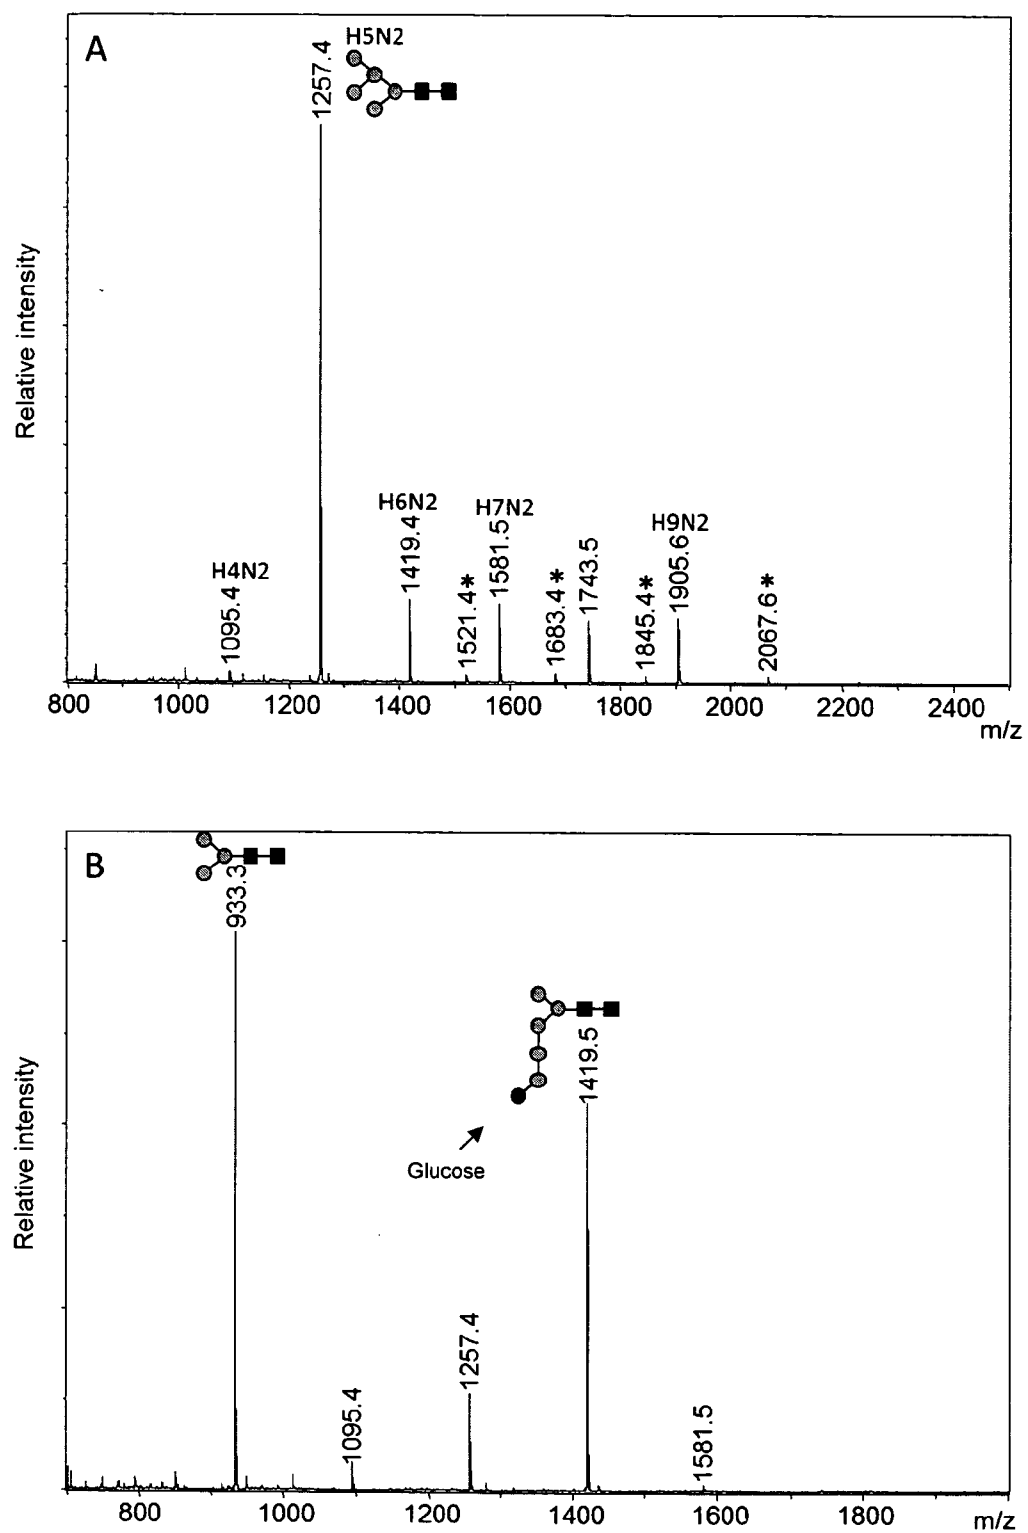 A
H5N2
1257.4
H6N2
H7N2
H9N2
H4N2
1095.4
1419.4
1521.4*
1581.5
1683.4*
1743.5
1845.4*
1905.6
2067.6*
Relative intensity
800 1000 1200 1400 1600 1800 2000 2200 2400
m/z
B
933.3
1419.5
Glucose
1257.4
1095.4
1581.5
Relative intensity
800 1000 1200 1400 1600 1800
m/z